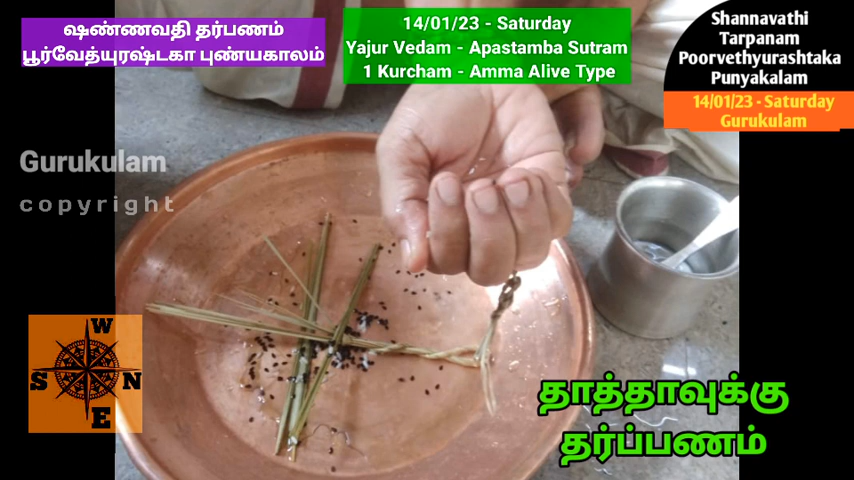 ஷண்ணவதி தர்பணம்
பூர்வேத்யுரஷ்டகா புண்யகாலம்
14/01/23 - Saturday
Yajur Vedam - Apastamba Sutram
1 Kurcham - Amma Alive Type
Shannavathi
Tarpanam
Poorvethyurashtaka
Punyakalam
14/01/23 - Saturday
Gurukulam
Gurukulam
copyright
W
S N
E
தாத்தாவுக்கு
தர்ப்பணம்